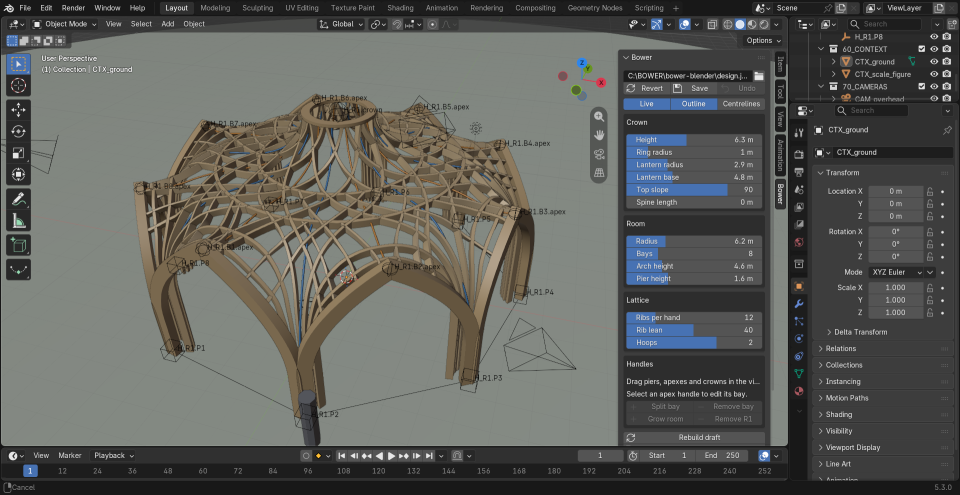 File Edit Render Window Help Layout Modeling Sculpting UV Editing Texture Paint Shading Animation Rendering Compositing Geometry Nodes Scripting Scene ViewLayer
Object Mode View Select Add Object Global Search
Options
User Perspective
(1) Collection | CTX_ground
H_R1.P8
60_CONTEXT
CTX_ground
CTX_scale_figure
70_CAMERAS
CAM_overhead
Z
Y
X
Item
Tool
View
Animation
Bower
Bower
C:\BOWER\bower-blender\design.j...
Revert Save Undo
Live Outline Centrelines
Crown
Height 6.3 m
Ring radius 1 m
Lantern radius 2.9 m
Lantern base 4.8 m
Top slope 90
Spine length 0 m
Room
Radius 6.2 m
Bays 8
Arch height 4.6 m
Pier height 1.6 m
Lattice
Ribs per hand 12
Rib lean 40
Hoops 2
Handles
Drag piers, apexes and crowns in the vi...
Select an apex handle to edit its bay.
Split bay Remove bay
Grow room Remove R1
Rebuild draft
H_R1.B6.apex
H_R1.B5.apex
H_R1.B7.apex
H_R1.B4.apex
H_R1.P6
H_R1.P7
H_R1.B3.apex
H_R1.P5
H_R1.B1.apex
H_R1.P8
H_R1.B2.apex
H_R1.P4
H_R1.P1
H_R1.P3
H_R1.P2
Search
CTX_ground
CTX_ground
Transform
Location X 0 m
Y 0 m
Z 0 m
Rotation X 0°
Y 0°
Z 0°
Mode XYZ Euler
Scale X 1.000
Y 1.000
Z 1.000
Delta Transform
Relations
Collections
Instancing
Motion Paths
Shading
Visibility
Viewport Display
Line Art
Animation
View Marker Playback 1 Start 1 End 250
1 12 24 36 48 60 72 84 96 108 120 132 144 156 168 180 192 204 216 228 240 252
Cancel 5.3.0